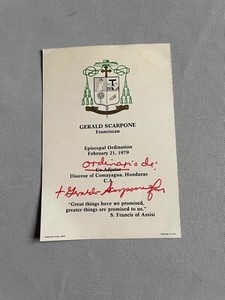 GERALD SCARPONE
Franciscan
Episcopal Ordination
February 21, 1979
ordinario de:
Co-Adjutor
Diocese of Comayagua, Honduras
C.A.
+ Geraldo Scarpone
"Great things have we promised,
greater things are promised to us."
S. Francis of Assisi